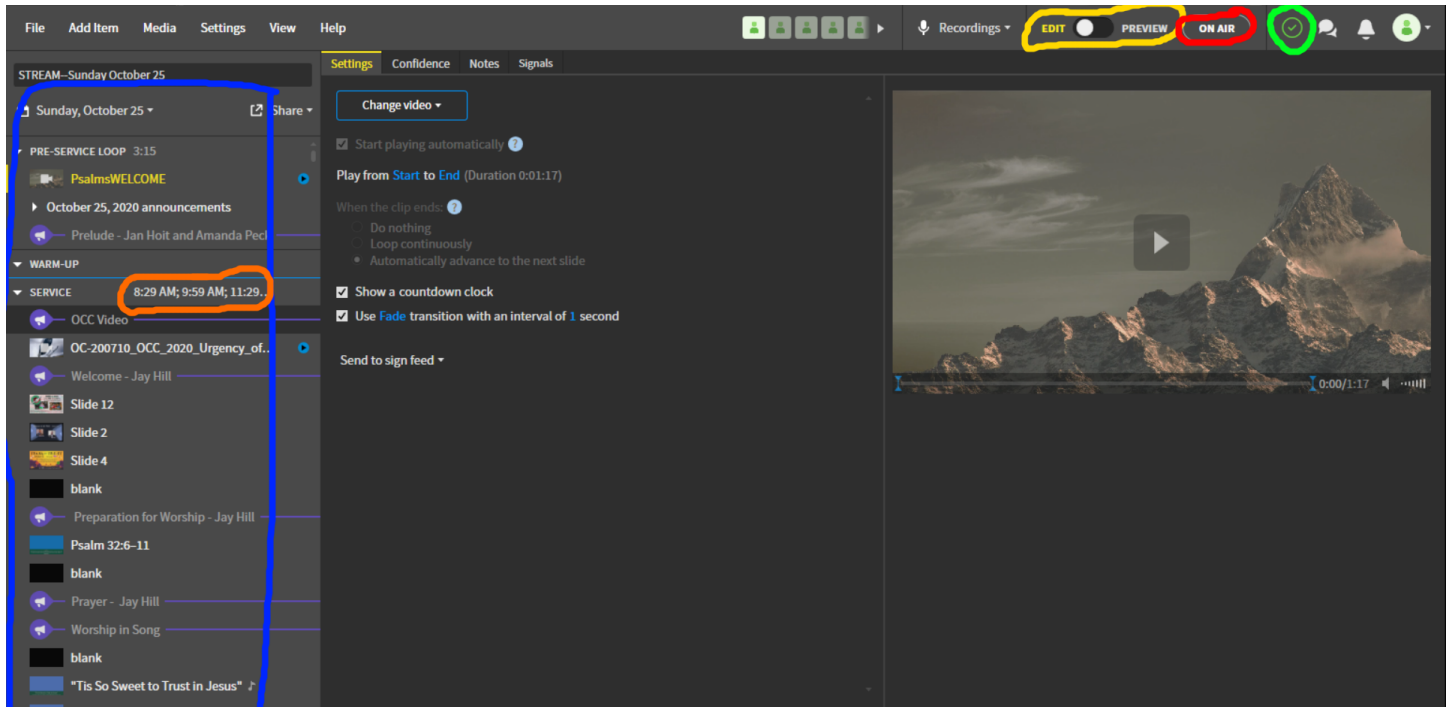 File Add Item Media Settings View Help Recordings EDIT PREVIEW ON AIR
STREAM--Sunday October 25
Sunday, October 25 Share
PRE-SERVICE LOOP 3:15
PsalmsWELCOME
October 25, 2020 announcements
Prelude - Jan Hoit and Amanda Peck
WARM-UP
SERVICE 8:29 AM; 9:59 AM; 11:29..
OCC Video
OC-200710_OCC_2020_Urgency_of..
Welcome - Jay Hill
Slide 12
Slide 2
Slide 4
blank
Preparation for Worship - Jay Hill
Psalm 32:6–11
blank
Prayer - Jay Hill
Worship in Song
blank
"Tis So Sweet to Trust in Jesus"
Settings Confidence Notes Signals
Change video
Start playing automatically ?
Play from Start to End (Duration 0:01:17)
When the clip ends: ?
Do nothing
Loop continuously
Automatically advance to the next slide
Show a countdown clock
Use Fade transition with an interval of 1 second
Send to sign feed
0:00/1:17